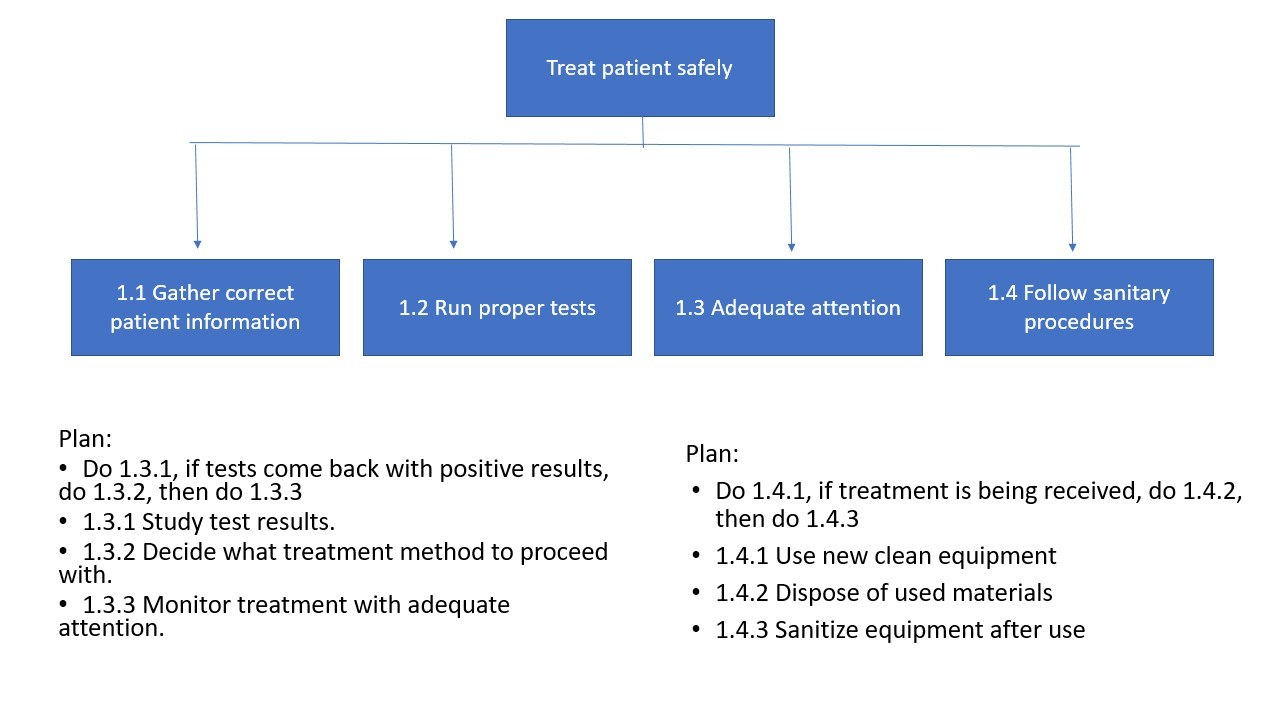 Treat patient safely
1.1 Gather correct
patient information
1.2 Run proper tests
1.3 Adequate attention
1.4 Follow sanitary
procedures
Plan:
• Do 1.3.1, if tests come back with positive results,
do 1.3.2, then do 1.3.3
• 1.3.1 Study test results.
• 1.3.2 Decide what treatment method to proceed
with.
• 1.3.3 Monitor treatment with adequate
attention.
Plan:
• Do 1.4.1, if treatment is being received, do 1.4.2,
then do 1.4.3
• 1.4.1 Use new clean equipment
• 1.4.2 Dispose of used materials
• 1.4.3 Sanitize equipment after use